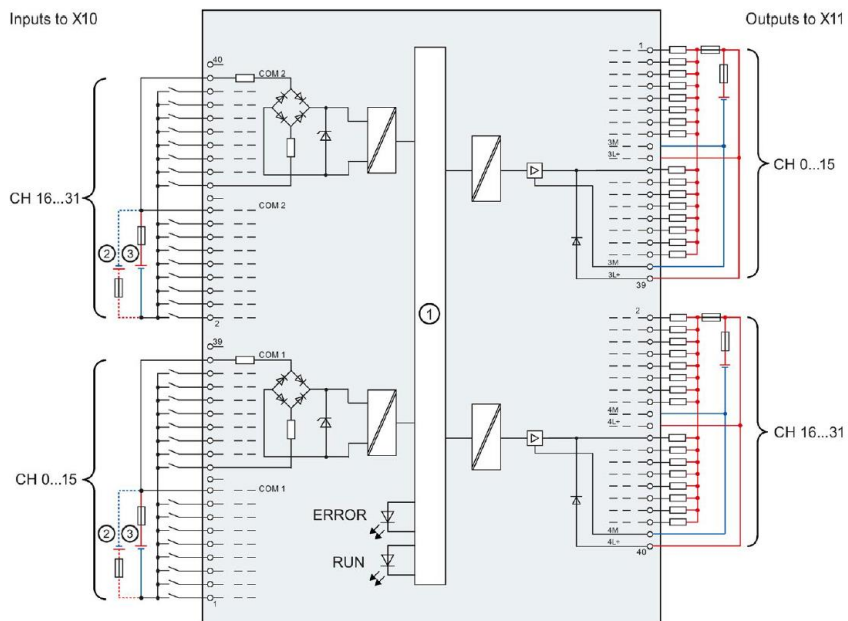 Inputs to X10
Outputs to X11
40
COM 2
CH 16...31
COM 2
2 3
2
39
COM 1
CH 0...15
COM 1
2 3
1
1
ERROR
RUN
1
3M
3L+
CH 0...15
3M
3L+
39
2
4M
4L+
CH 16...31
4M
4L+
40